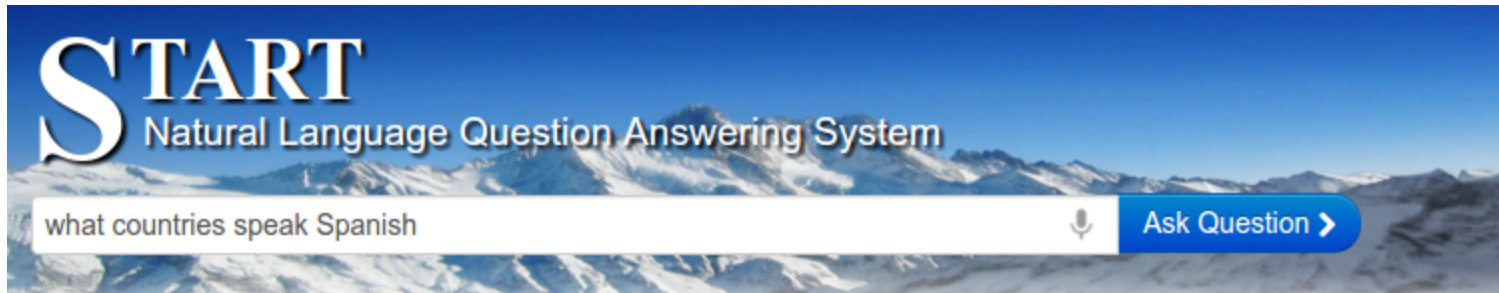 START
Natural Language Question Answering System
what countries speak Spanish
Ask Question